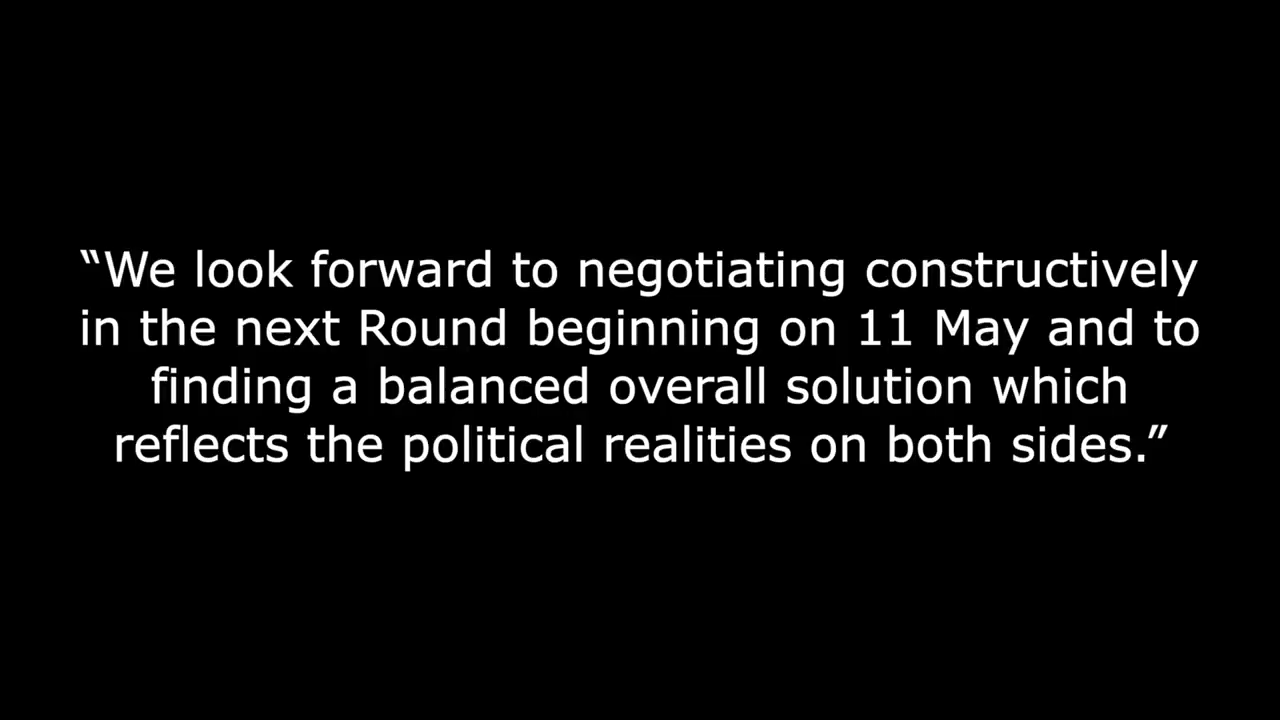 “We look forward to negotiating constructively
in the next Round beginning on 11 May and to
finding a balanced overall solution which
reflects the political realities on both sides.”